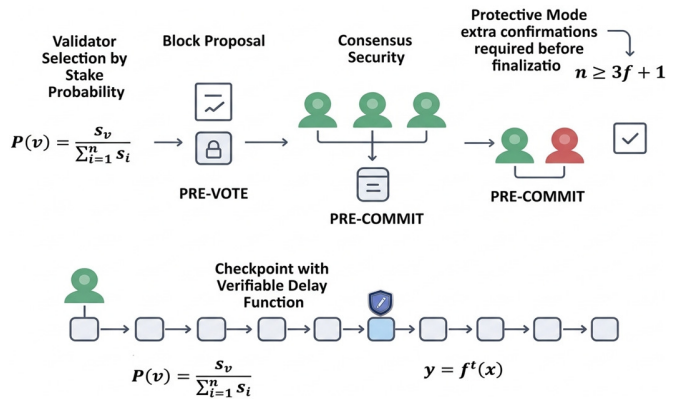 Validator
Selection by
Stake
Probability
P(v) = s_v / ∑_{i=1}^{n} s_i
Block Proposal
PRE-VOTE
Consensus
Security
PRE-COMMIT
Protective Mode
extra confirmations
required before
finalizatio
n ≥ 3f + 1
PRE-COMMIT
Checkpoint with
Verifiable Delay
Function
P(v) = s_v / ∑_{i=1}^{n} s_i
y = f^t(x)